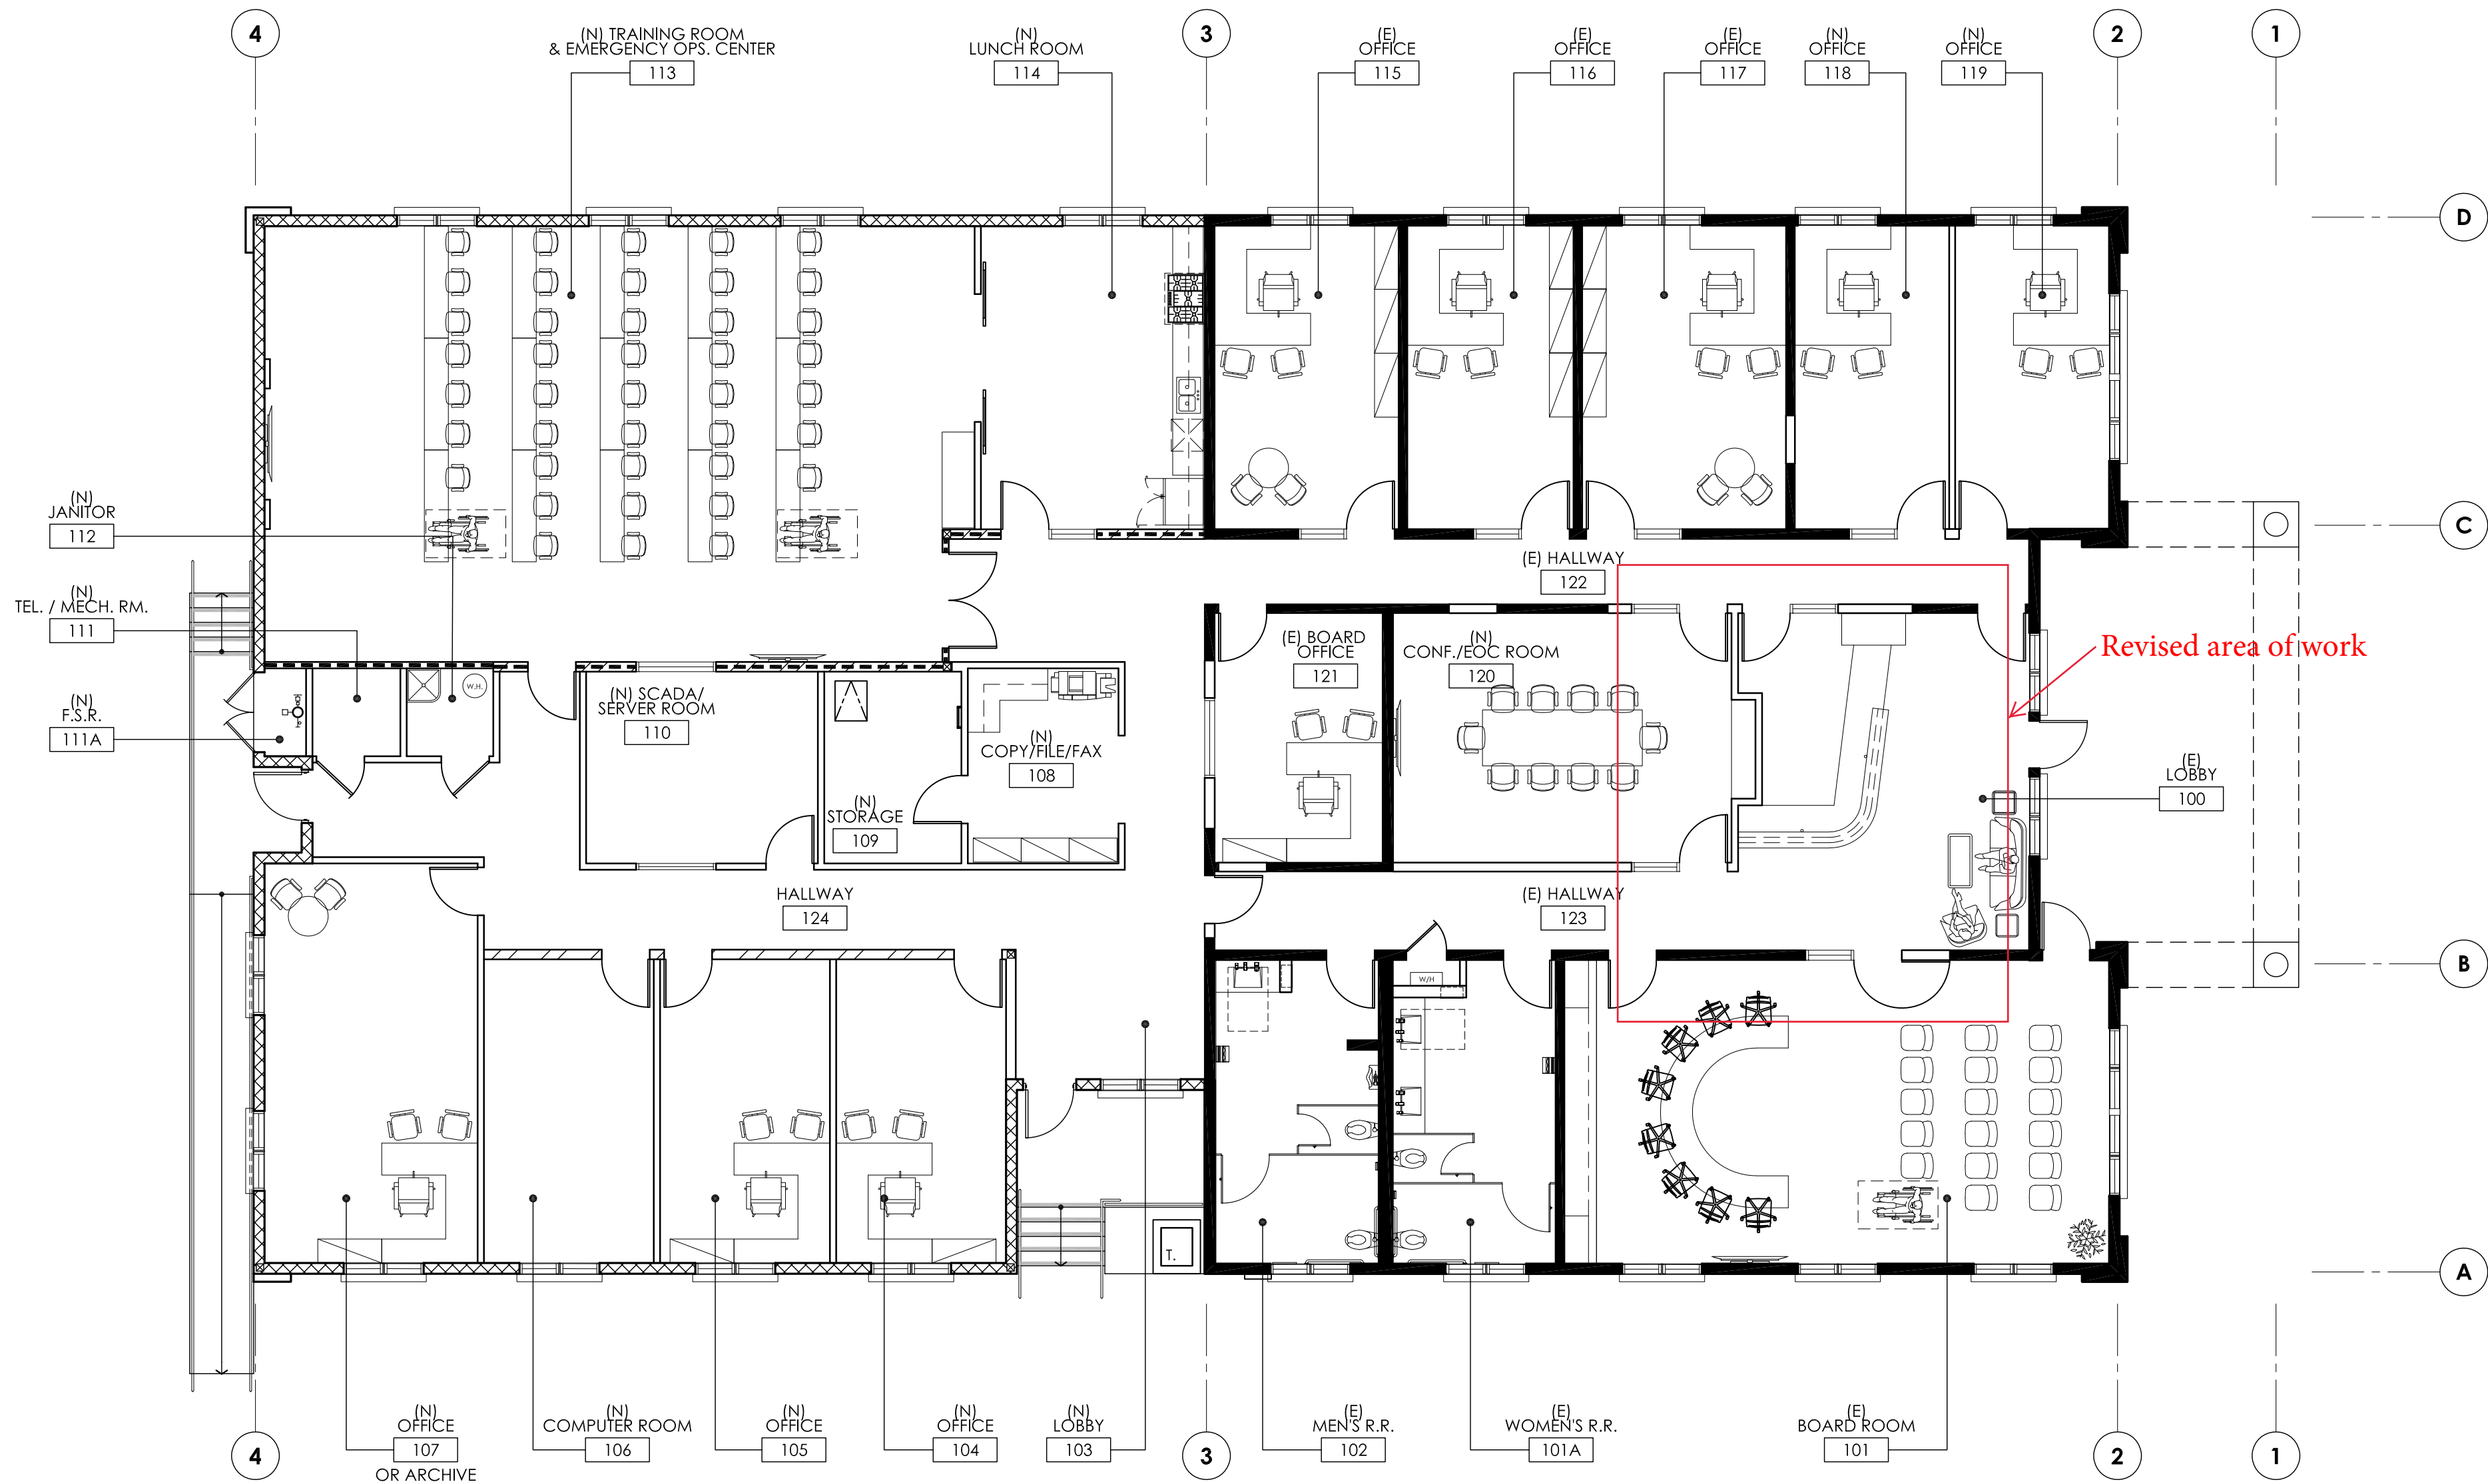 4
(N) TRAINING ROOM
& EMERGENCY OPS. CENTER
113
(N)
LUNCH ROOM
114
3
(E)
OFFICE
115
(E)
OFFICE
116
(E)
OFFICE
117
(N)
OFFICE
118
(N)
OFFICE
119
2
1
D
C
(N)
JANITOR
112
(N)
TEL. / MECH. RM.
111
(N)
F.S.R.
111A
W.H.
(N) SCADA/
SERVER ROOM
110
(N)
STORAGE
109
(N)
COPY/FILE/FAX
108
(E) HALLWAY
122
(E) BOARD
OFFICE
121
(N)
CONF./EOC ROOM
120
Revised area of work
(E)
LOBBY
100
HALLWAY
124
(E) HALLWAY
123
W/H
B
T.
A
(N)
OFFICE
107
OR ARCHIVE
(N)
COMPUTER ROOM
106
(N)
OFFICE
105
(N)
OFFICE
104
(N)
LOBBY
103
(E)
MEN'S R.R.
102
(E)
WOMEN'S R.R.
101A
(E)
BOARD ROOM
101
4
3
2
1